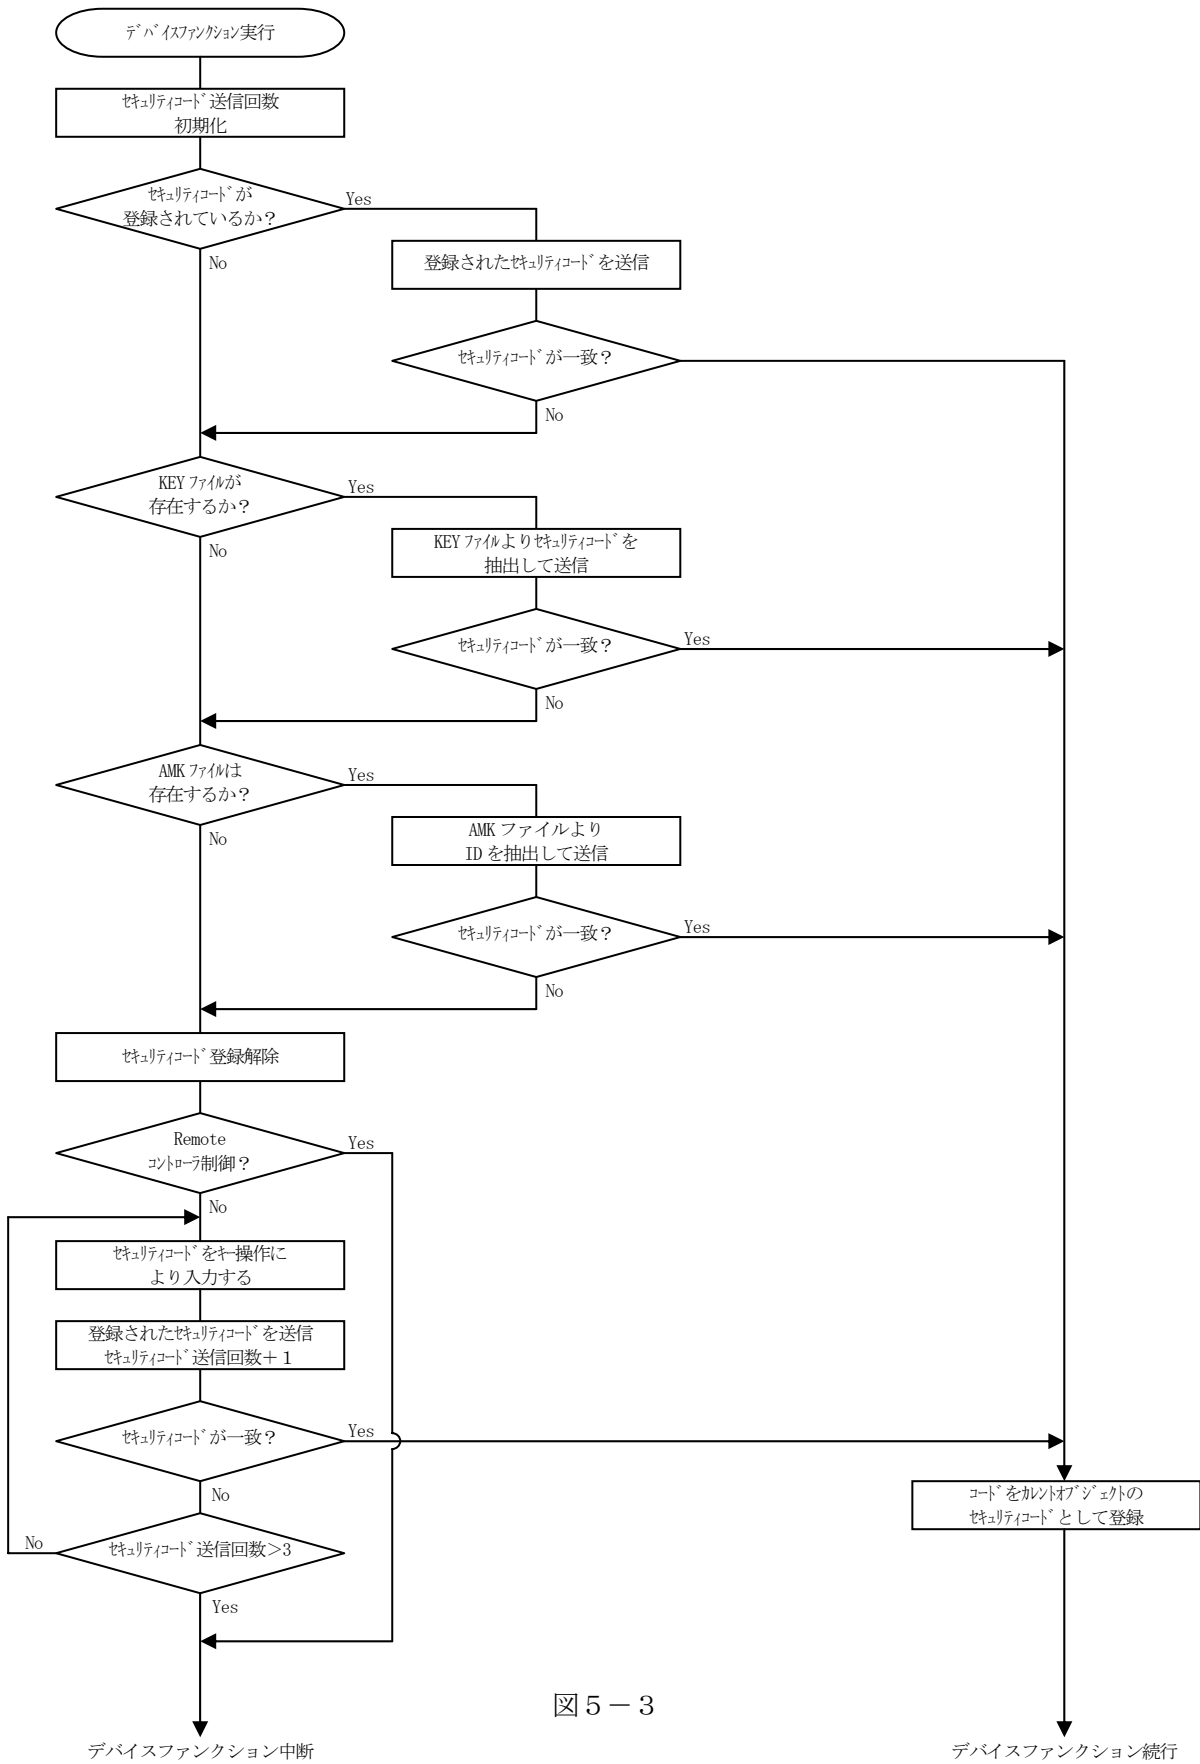 デバイスファンクション実行
セキュリティコード送信回数
初期化
セキュリティコードが
登録されているか？
Yes
No
登録されたセキュリティコードを送信
セキュリティコードが一致？
No
KEYファイルが
存在するか？
Yes
No
KEYファイルよりセキュリティコードを
抽出して送信
セキュリティコードが一致？
Yes
No
AMKファイルは
存在するか？
Yes
No
AMKファイルより
IDを抽出して送信
セキュリティコードが一致？
Yes
No
セキュリティコード登録解除
Remote
コントローラ制御？
Yes
No
セキュリティコードをキー操作に
より入力する
登録されたセキュリティコードを送信
セキュリティコード送信回数＋１
セキュリティコードが一致？
Yes
No
コードをカレントオブジェクトの
セキュリティコードとして登録
セキュリティコード送信回数＞3
No
Yes
図５－３
デバイスファンクション中断
デバイスファンクション続行